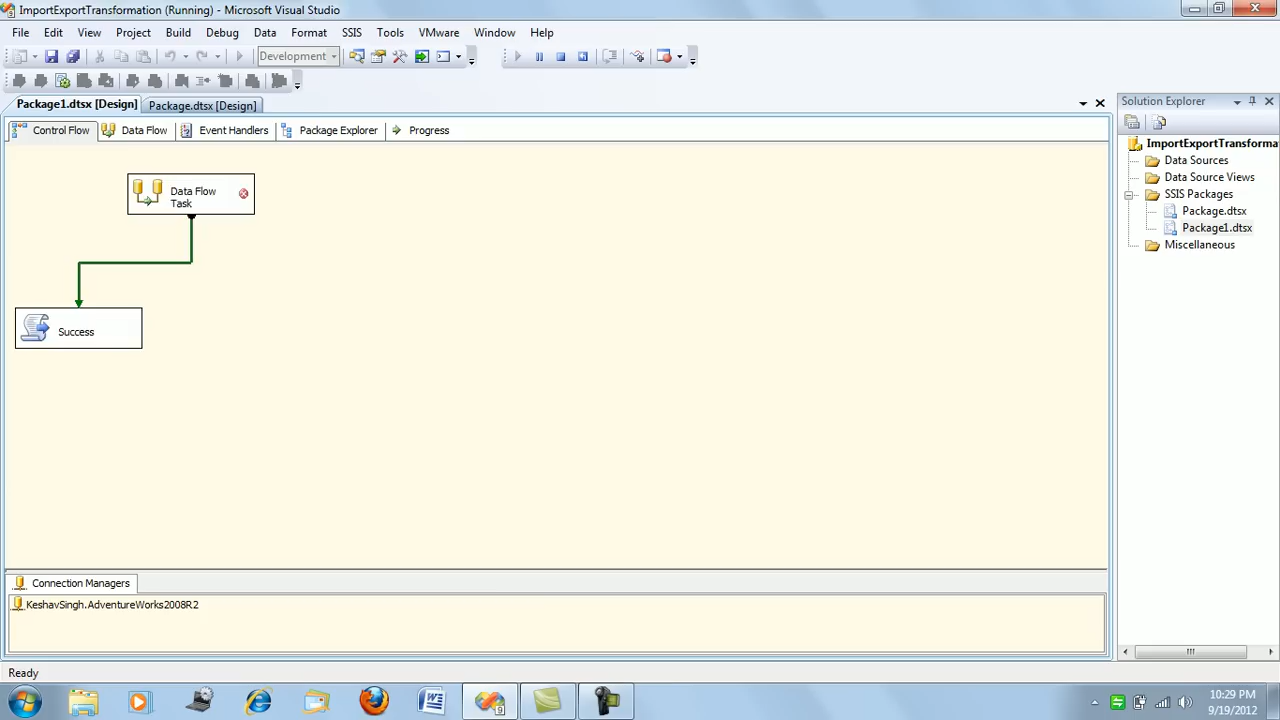 ImportExportTransformation (Running) - Microsoft Visual Studio
File Edit View Project Build Debug Data Format SSIS Tools VMware Window Help
Development
Package1.dtsx [Design] Package.dtsx [Design]
Control Flow Data Flow Event Handlers Package Explorer Progress
Data Flow
Task
Success
Connection Managers
KeshavSingh.AdventureWorks2008R2
Solution Explorer
ImportExportTransforma
Data Sources
Data Source Views
SSIS Packages
Package.dtsx
Package1.dtsx
Miscellaneous
Ready
10:29 PM
9/19/2012